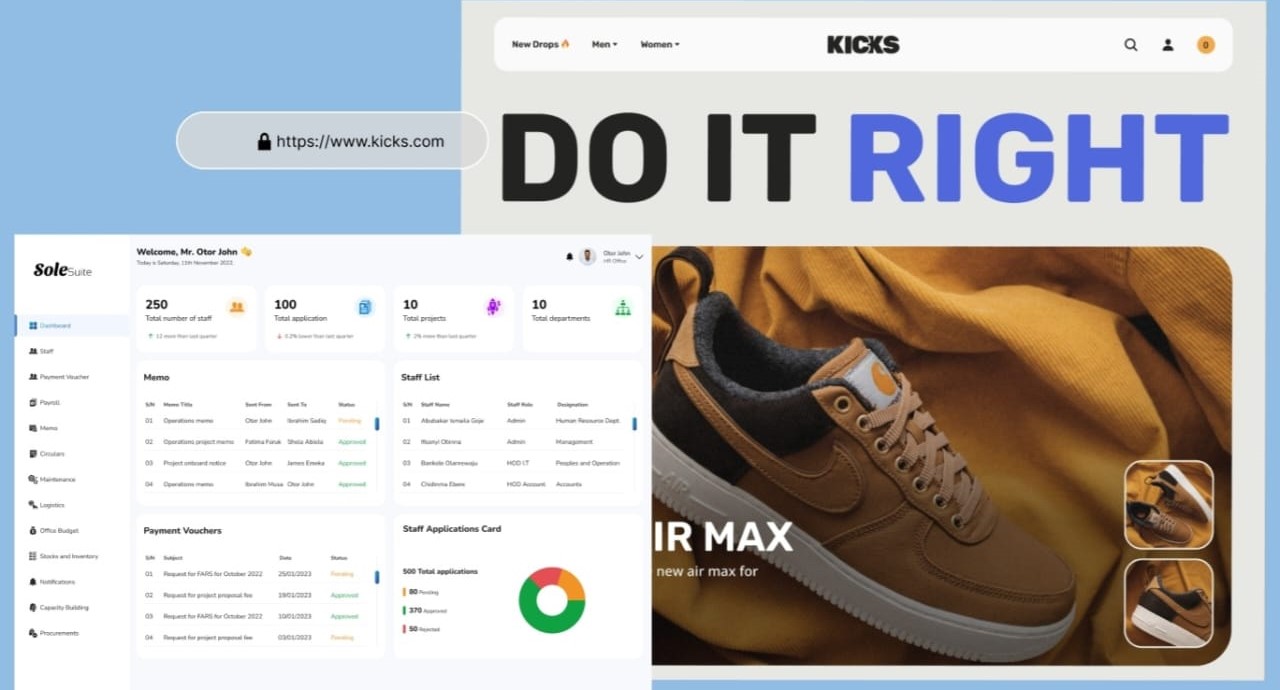 New Drops🔥 Men Women
KICKS
0
https://www.kicks.com
DO IT RIGHT
SoleSuite
Dashboard
Staff
Payment Voucher
Payroll
Memo
Circulars
Maintenance
Logistics
Office Budget
Stocks and Inventory
Notifications
Capacity Building
Procurements
Welcome, Mr. Otor John 👋
Today is Saturday, 11th November 2022.
Otor John
HR Office
250
Total number of staff
12 more than last quarter
100
Total application
0.2% lower than last quarter
10
Total projects
2% more than last quarter
10
Total departments
Memo
S/N Memo Title Sent From Sent To Status
01 Operations memo Otor John Ibrahim Sadiq Pending
02 Operations project memo Fatima Faruk Shola Abiola Approved
03 Project onboard notice Otor John James Emeka Approved
04 Operations memo Ibrahim Musa Otor John Approved
Staff List
S/N Staff Name Staff Role Designation
01 Abubakar Ismaila Goje Admin Human Resource Dept.
02 Ifeanyi Obinna Admin Management
03 Bankole Olanrewaju HOD I.T Peoples and Operation
04 Chidinma Ebere HOD Account Accounts
Payment Vouchers
S/N Subject Date Status
01 Request for FARS for October 2022 25/01/2023 Pending
02 Request for project proposal fee 19/01/2023 Approved
03 Request for FARS for October 2022 10/01/2023 Approved
04 Request for project proposal fee 03/01/2023 Pending
Staff Applications Card
500 Total applications
80 Pending
370 Approved
50 Rejected
IR MAX
new air max for